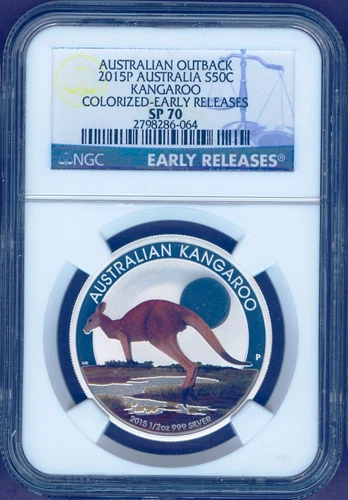 AUSTRALIAN OUTBACK
2015P AUSTRALIA S50C
KANGAROO
COLORIZED-EARLY RELEASES
SP 70
2798286-064
NGC
EARLY RELEASES®
AUSTRALIAN KANGAROO
P
2015 1/2oz 999 SILVER